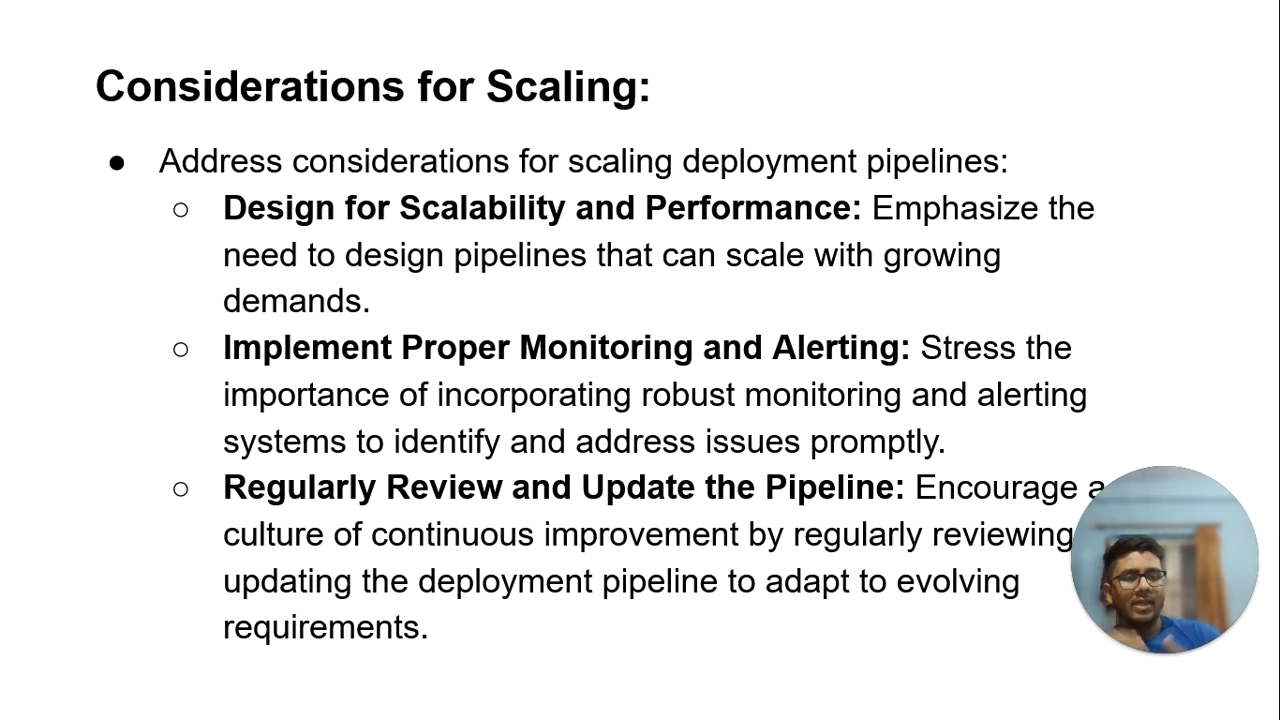 Considerations for Scaling:
● Address considerations for scaling deployment pipelines:
○ Design for Scalability and Performance: Emphasize the
need to design pipelines that can scale with growing
demands.
○ Implement Proper Monitoring and Alerting: Stress the
importance of incorporating robust monitoring and alerting
systems to identify and address issues promptly.
○ Regularly Review and Update the Pipeline: Encourage a
culture of continuous improvement by regularly reviewing
updating the deployment pipeline to adapt to evolving
requirements.